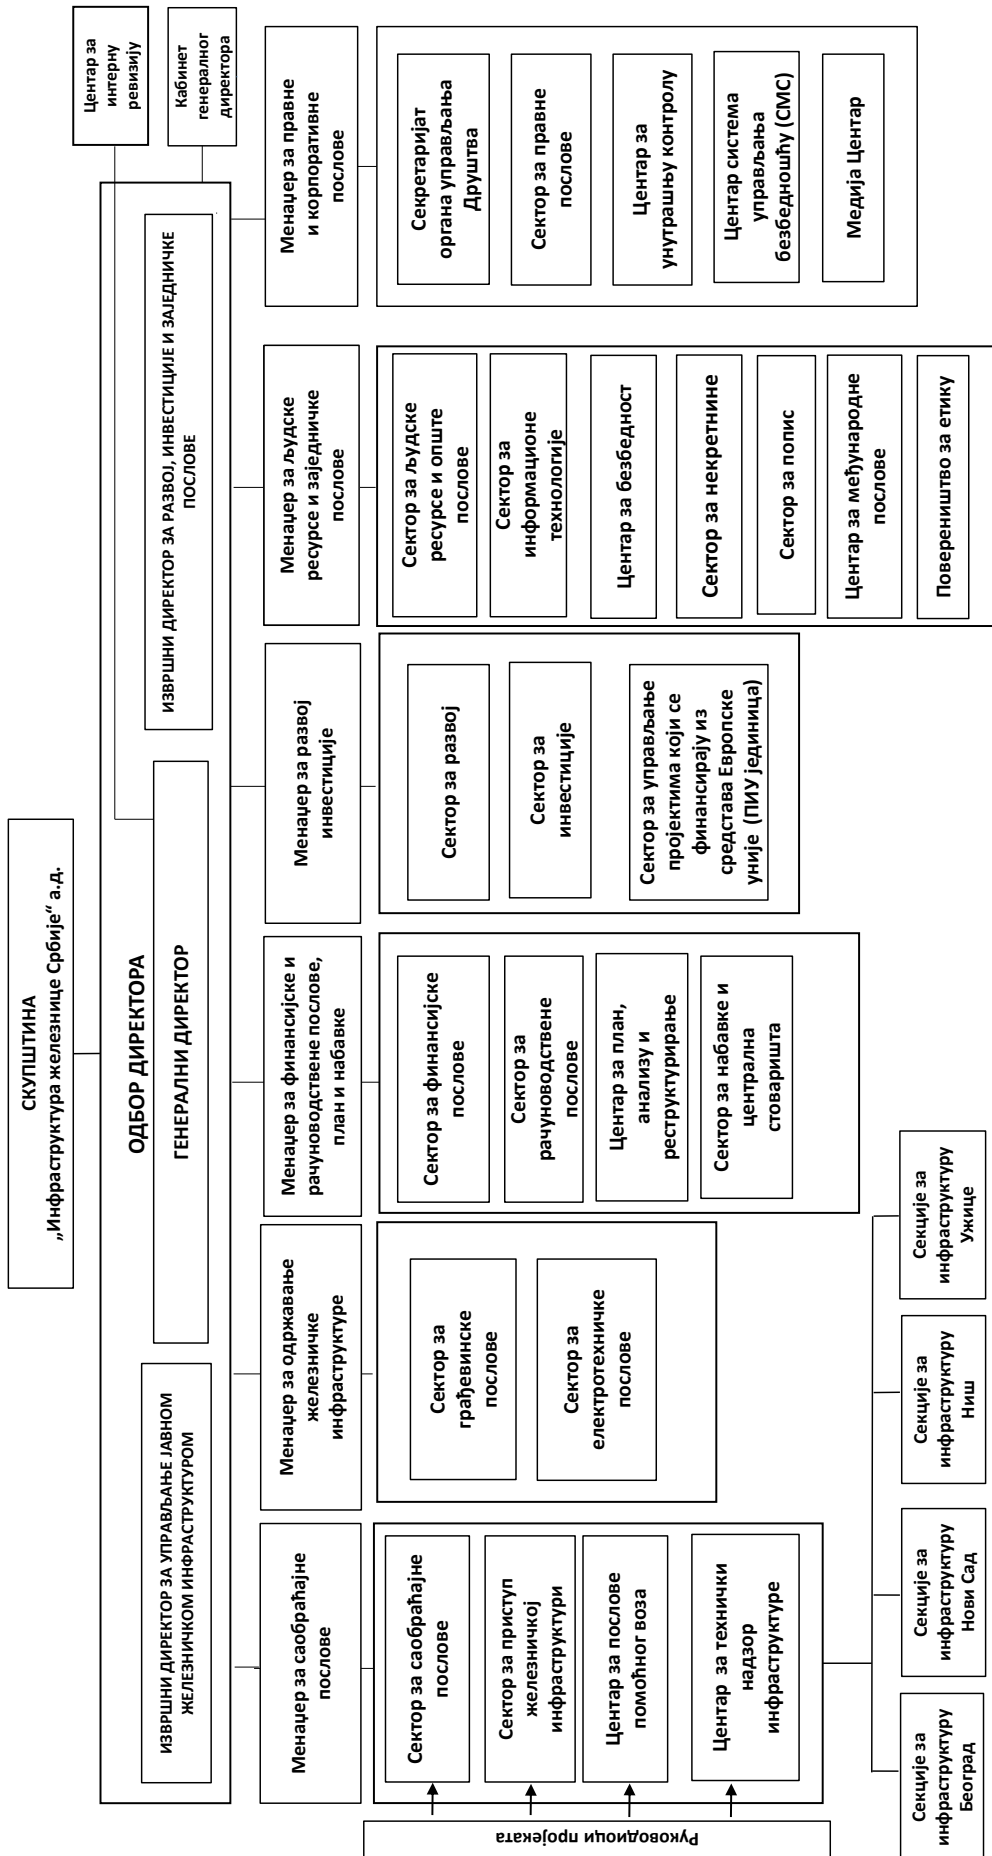 СКУПШТИНА
„Инфраструктура железнице Србије“ а.д.
ОДБОР ДИРЕКТОРА
ИЗВРШНИ ДИРЕКТОР ЗА УПРАВЉАЊЕ ЈАВНОМ
ЖЕЛЕЗНИЧКОМ ИНФРАСТРУКТУРОМ
ГЕНЕРАЛНИ ДИРЕКТОР
ИЗВРШНИ ДИРЕКТОР ЗА РАЗВОЈ, ИНВЕСТИЦИЈЕ И ЗАЈЕДНИЧКЕ
ПОСЛОВЕ
Центар за
интерну
ревизију
Кабинет
генералног
директора
Менаџер за саобраћајне
послове
Менаџер за одржавање
железничке
инфраструктуре
Менаџер за финансијске и
рачуноводствене послове,
план и набавке
Менаџер за развој
инвестиције
Менаџер за људске
ресурсе и заједничке
послове
Менаџер за правне
и корпоративне
послове
Руководиоци пројеката
Сектор за саобраћајне
послове
Сектор за приступ
железничкој
инфраструктури
Центар за послове
помоћног воза
Центар за технички
надзор
инфраструктуре
Сектор за
грађевинске
послове
Сектор за
електротехничке
послове
Сектор за финансијске
послове
Сектор за
рачуноводствене
послове
Центар за план,
анализу и
реструктурирање
Сектор за набавке и
централна
стоваришта
Сектор за развој
Сектор за
инвестиције
Сектор за управљање
пројектима који се
финансирају из
средстава Европске
уније (ПИУ јединица)
Сектор за људске
ресурсе и опште
послове
Сектор за
информационе
технологије
Центар за безбедност
Сектор за некретнине
Сектор за попис
Центар за међународне
послове
Повереништво за етику
Секретаријат
органа управљања
Друштва
Сектор за правне
послове
Центар за
унутрашњу контролу
Центар система
управљања
безбедношћу (СМС)
Медија Центар
Секције за
инфраструктуру
Београд
Секције за
инфраструктуру
Нови Сад
Секције за
инфраструктуру
Ниш
Секције за
инфраструктуру
Ужице